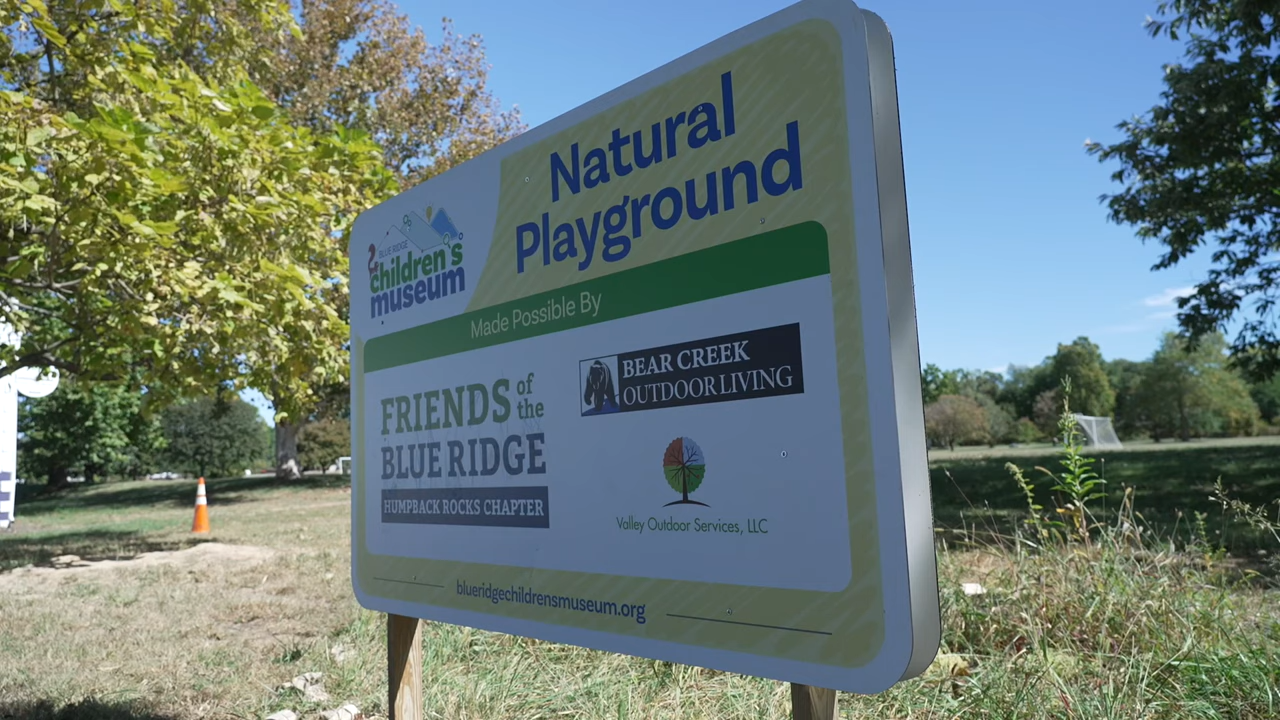 Natural
Playground
BLUE RIDGE
children's
museum
Made Possible By
FRIENDS of the
BLUE RIDGE
HUMPBACK ROCKS CHAPTER
BEAR CREEK
OUTDOOR LIVING
Valley Outdoor Services, LLC
blueridgechildrensmuseum.org